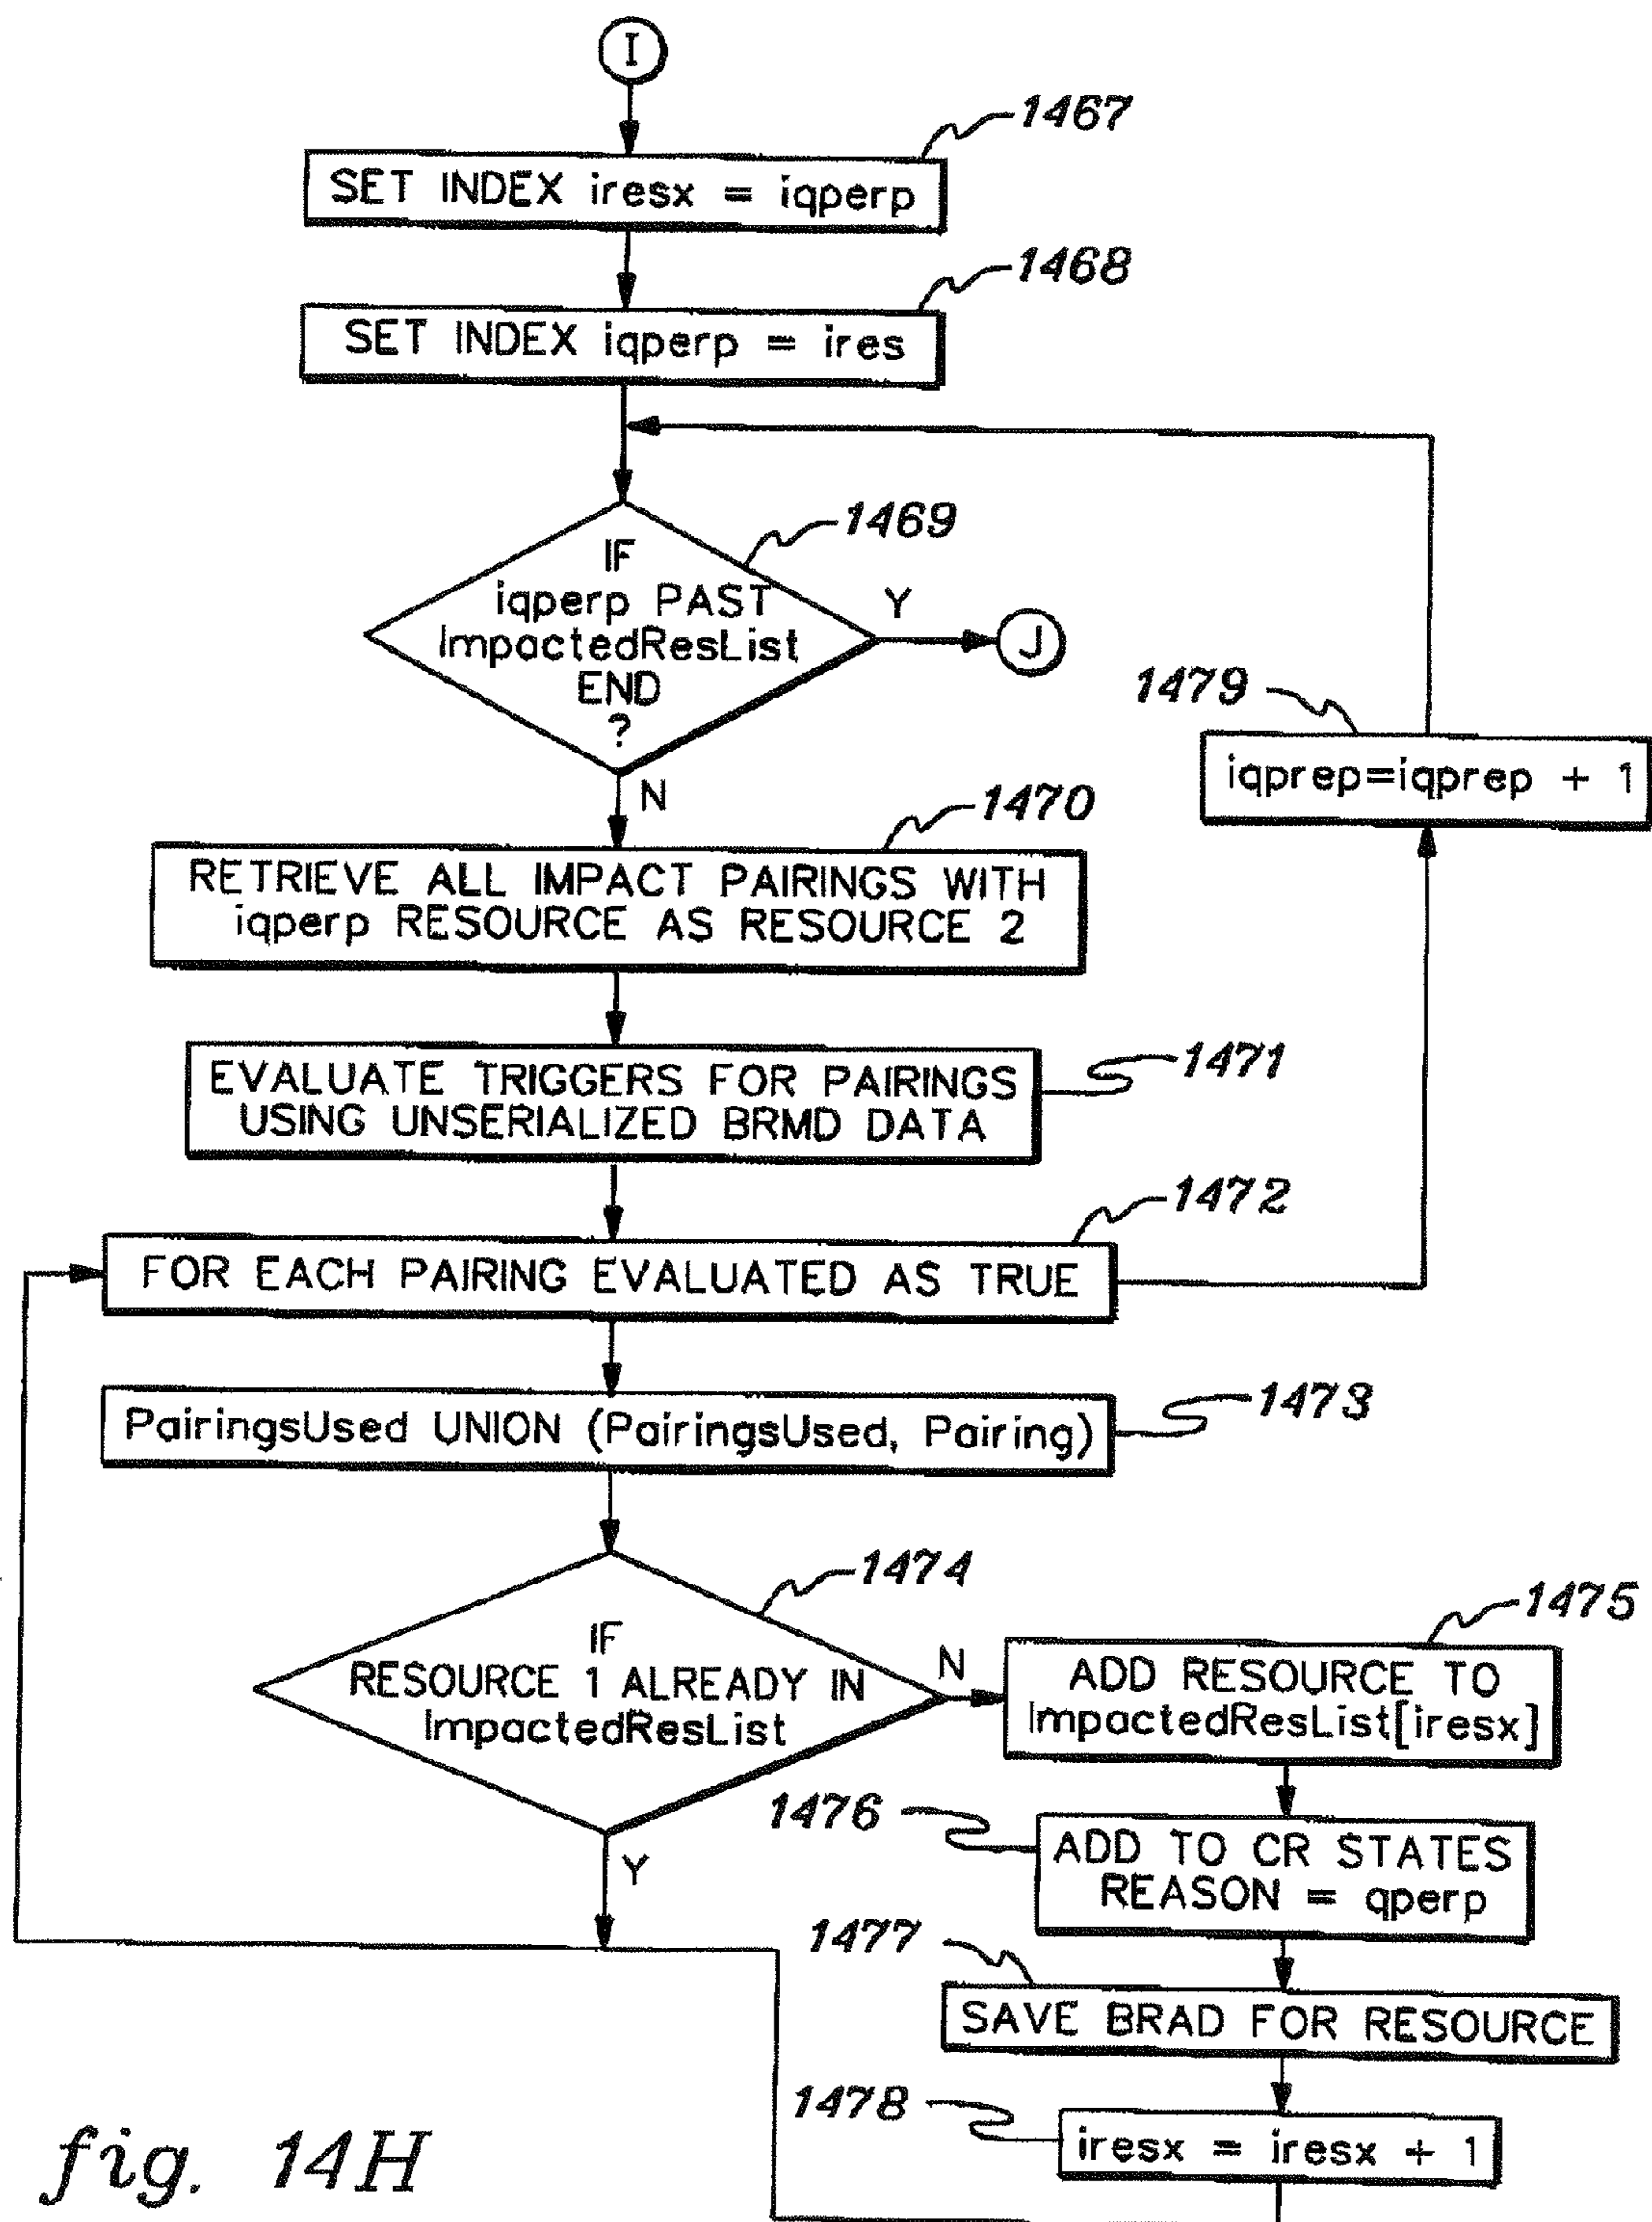 I
1467
SET INDEX iresx = iqperp
1468
SET INDEX iqperp = ires
1469
IF
iqperp PAST
ImpactedResList
END
?
Y
J
N
1479
iqprep=iqprep + 1
1470
RETRIEVE ALL IMPACT PAIRINGS WITH
iqperp RESOURCE AS RESOURCE 2
1471
EVALUATE TRIGGERS FOR PAIRINGS
USING UNSERIALIZED BRMD DATA
1472
FOR EACH PAIRING EVALUATED AS TRUE
1473
PairingsUsed UNION (PairingsUsed, Pairing)
1474
IF
RESOURCE 1 ALREADY IN
ImpactedResList
N
Y
1475
ADD RESOURCE TO
ImpactedResList[iresx]
1476
ADD TO CR STATES
REASON = qperp
1477
SAVE BRAD FOR RESOURCE
1478
iresx = iresx + 1
fig. 14H